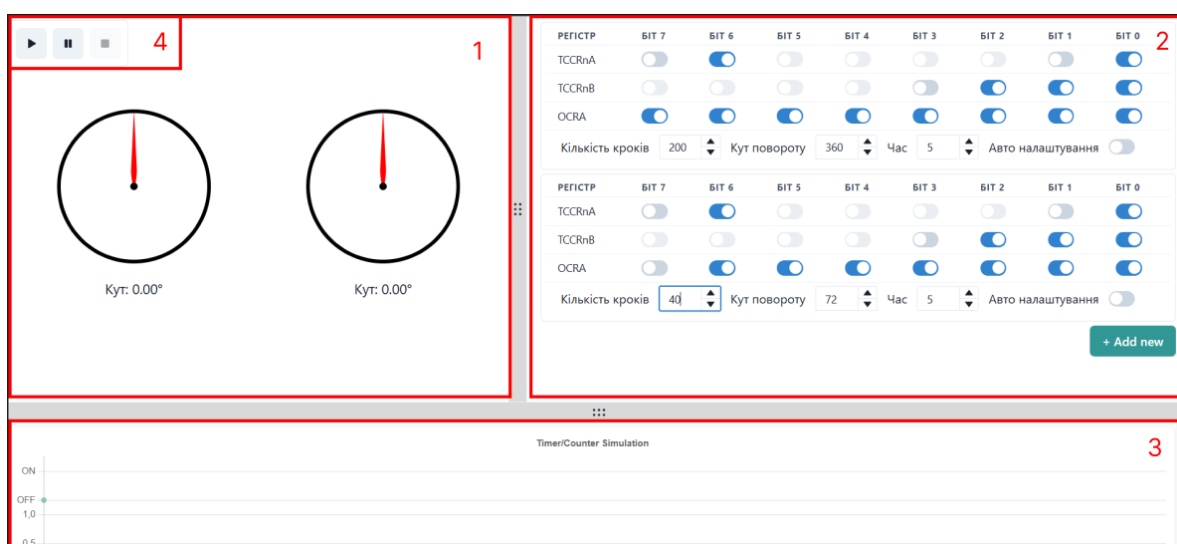 4
1
Кут: 0.00°
Кут: 0.00°
2
РЕГІСТР БІТ 7 БІТ 6 БІТ 5 БІТ 4 БІТ 3 БІТ 2 БІТ 1 БІТ 0
TCCRnA
TCCRnB
OCRA
Кількість кроків 200 Кут повороту 360 Час 5 Авто налаштування
РЕГІСТР БІТ 7 БІТ 6 БІТ 5 БІТ 4 БІТ 3 БІТ 2 БІТ 1 БІТ 0
TCCRnA
TCCRnB
OCRA
Кількість кроків 40 Кут повороту 72 Час 5 Авто налаштування
+ Add new
Timer/Counter Simulation
3
ON
OFF
1,0
0,5